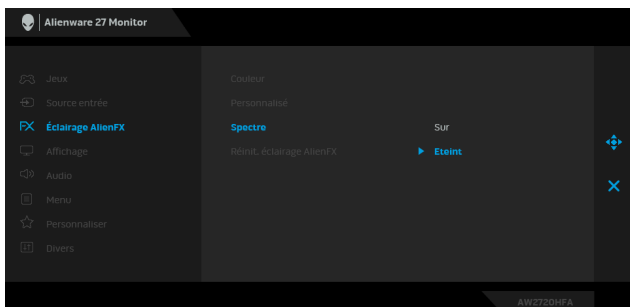 Alienware 27 Monitor
Jeux
Couleur
Source entrée
Personnalisé
FX Éclairage AlienFX
Spectre
Sur
Affichage
Réinit. éclairage AlienFX
Eteint
Audio
Menu
Personnaliser
Divers
AW2720HFA